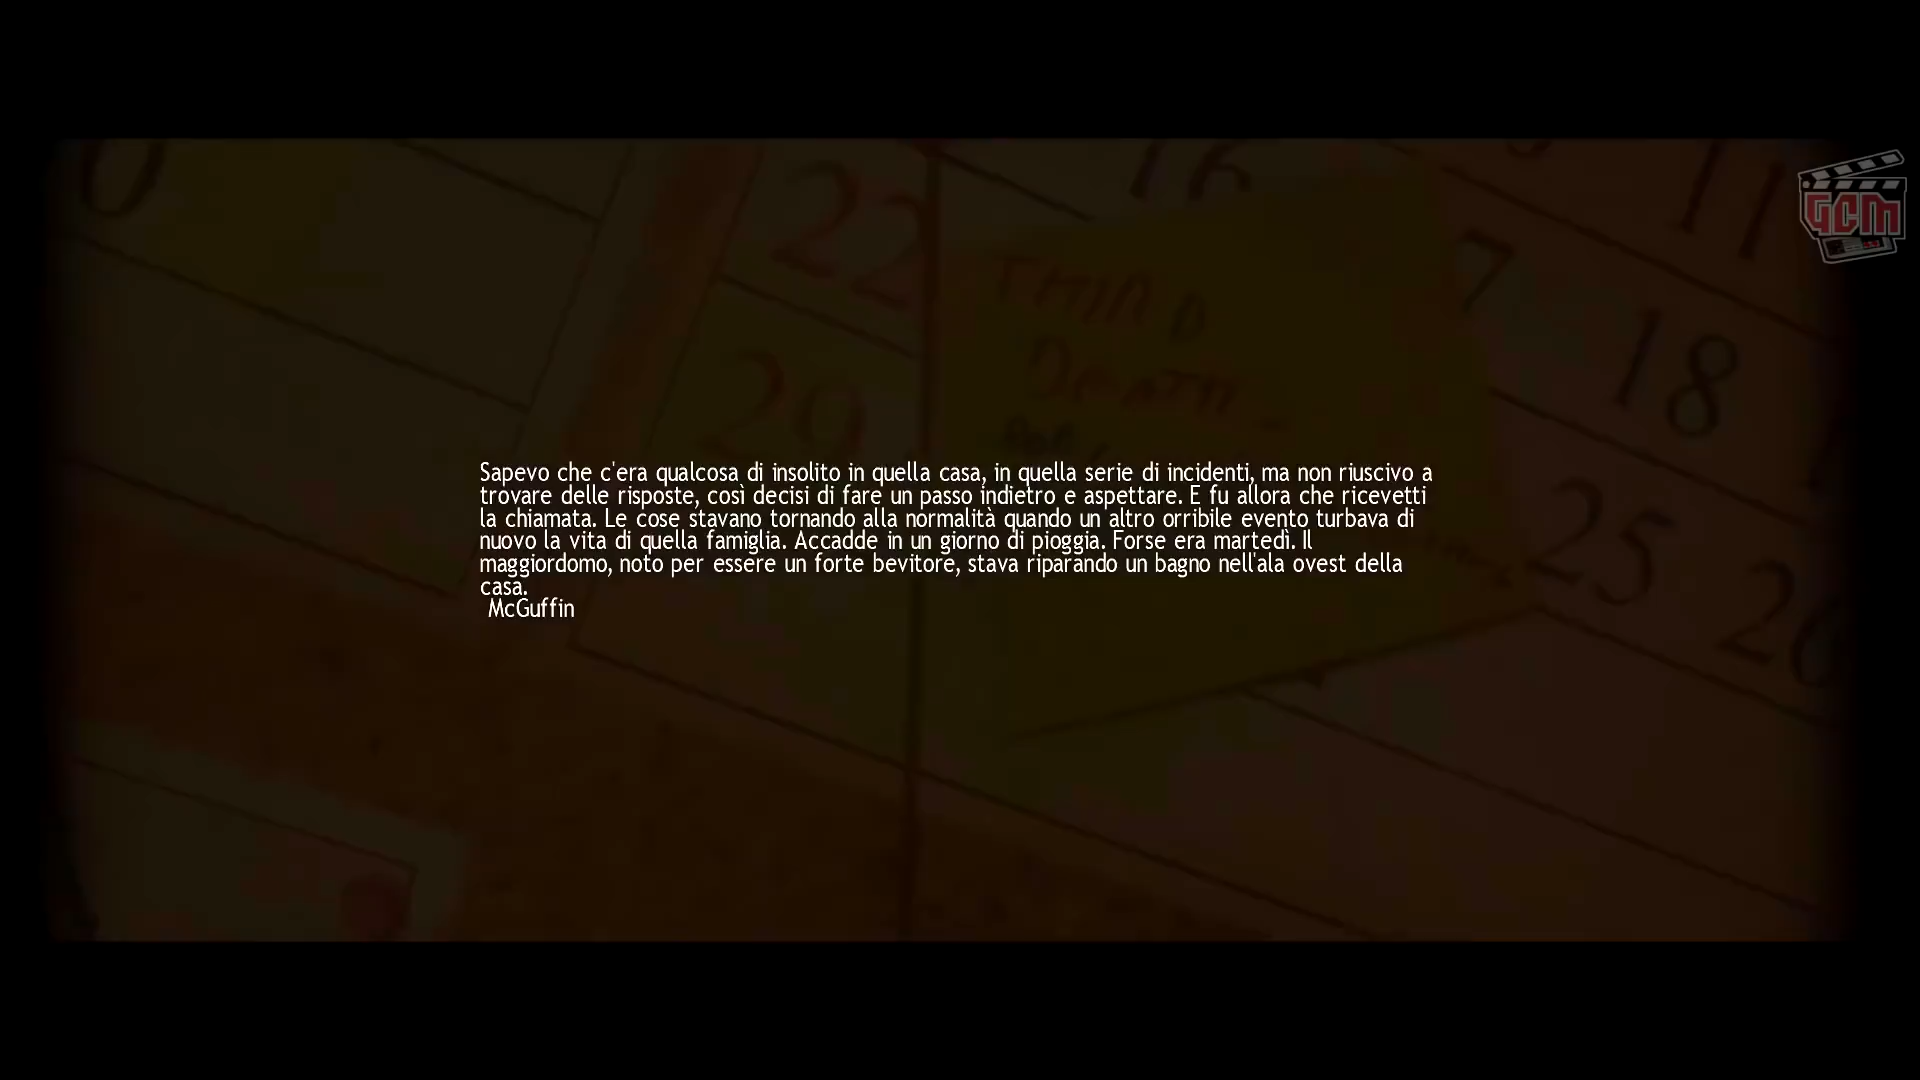 0
22
16
11
7
THIRD
18
DEATH
29
Sapevo che c'era qualcosa di insolito in quella casa, in quella serie di incidenti, ma non riuscivo a
trovare delle risposte, così decisi di fare un passo indietro e aspettare. E fu allora che ricevetti
la chiamata. Le cose stavano tornando alla normalità quando un altro orribile evento turbava di
nuovo la vita di quella famiglia. Accadde in un giorno di pioggia. Forse era martedì. Il
maggiordomo, noto per essere un forte bevitore, stava riparando un bagno nell'ala ovest della
casa.
McGuffin
25
26
GCM